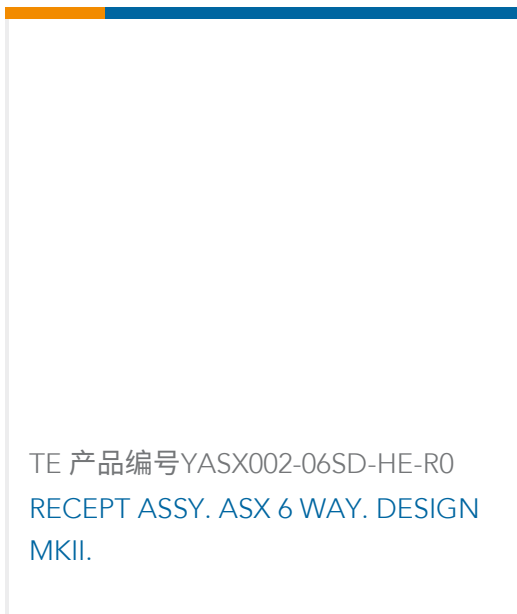 TE 产品编号YASX002-06SD-HE-R0
RECEPT ASSY. ASX 6 WAY. DESIGN
MKII.